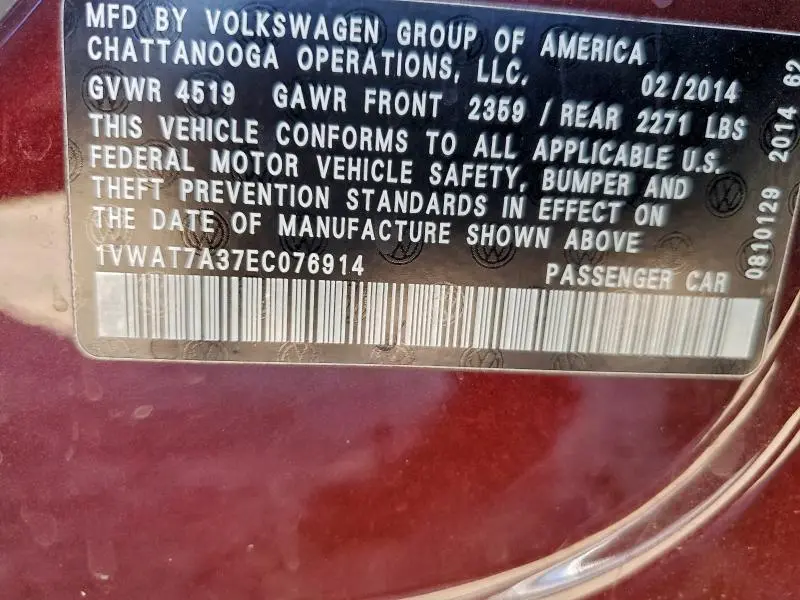 MFD BY VOLKSWAGEN GROUP OF AMERICA
CHATTANOOGA OPERATIONS, LLC. 02/2014
GVWR 4519 GAWR FRONT 2359 / REAR 2271 LBS
THIS VEHICLE CONFORMS TO ALL APPLICABLE U.S.
FEDERAL MOTOR VEHICLE SAFETY, BUMPER AND
THEFT PREVENTION STANDARDS IN EFFECT ON
THE DATE OF MANUFACTURE SHOWN ABOVE
1VWAT7A37EC076914 PASSENGER CAR
0810129 2014 62